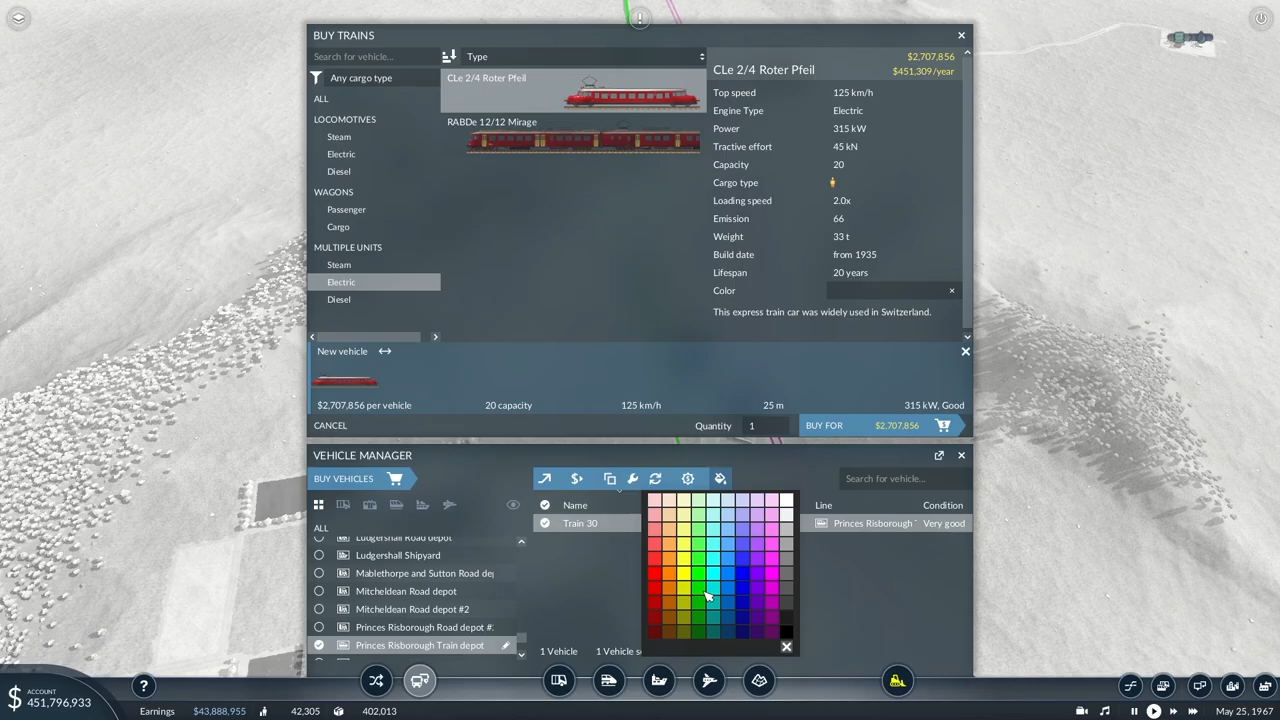 BUY TRAINS
Search for vehicle...
Type
Any cargo type
ALL
LOCOMOTIVES
Steam
Electric
Diesel
WAGONS
Passenger
Cargo
MULTIPLE UNITS
Steam
Electric
Diesel
CLe 2/4 Roter Pfeil
RABDe 12/12 Mirage
$2,707,856
CLe 2/4 Roter Pfeil
$451,309/year
Top speed 125 km/h
Engine Type Electric
Power 315 kW
Tractive effort 45 kN
Capacity 20
Cargo type
Loading speed 2.0x
Emission 66
Weight 33 t
Build date from 1935
Lifespan 20 years
Color
This express train car was widely used in Switzerland.
New vehicle
$2,707,856 per vehicle 20 capacity 125 km/h 25 m 315 kW, Good
CANCEL Quantity 1 BUY FOR $2,707,856
VEHICLE MANAGER
BUY VEHICLES Search for vehicle...
ALL
Ludgershall Road depot
Ludgershall Shipyard
Mablethorpe and Sutton Road dep
Mitcheldean Road depot
Mitcheldean Road depot #2
Princes Risborough Road depot #
Princes Risborough Train depot
Name Line Condition
Train 30 Princes Risborough Very good
1 Vehicle 1 Vehicle se
ACCOUNT
$ 451,796,933
?
Earnings $43,888,955 42,305 402,013 May 25, 1967